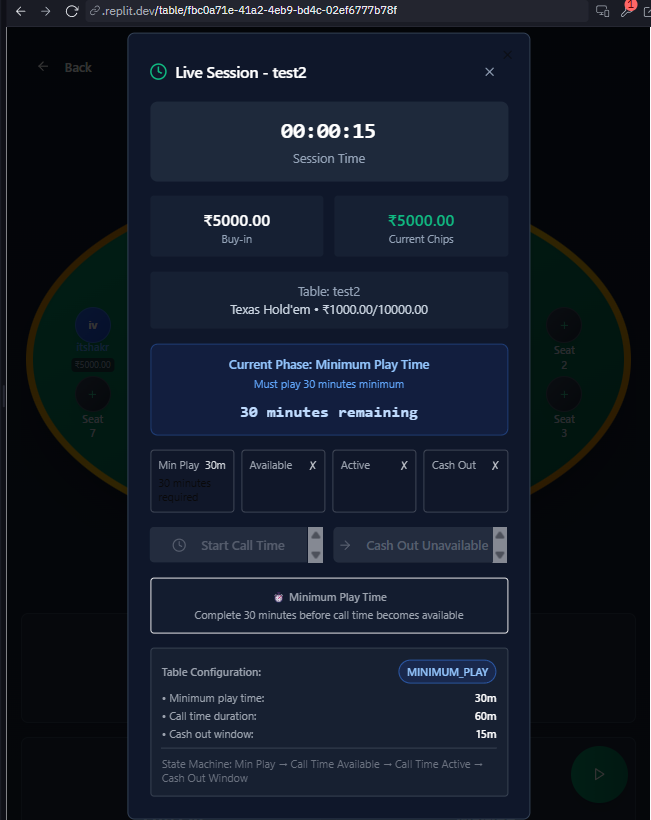 .replit.dev/table/fbc0a71e-41a2-4eb9-bd4c-02ef6777b78f
1
Back
Live Session - test2
00:00:15
Session Time
₹5000.00
Buy-in
₹5000.00
Current Chips
Table: test2
Texas Hold'em • ₹1000.00/10000.00
Current Phase: Minimum Play Time
Must play 30 minutes minimum
30 minutes remaining
iv
itshakr
₹5000.00
+
Seat
7
+
Seat
2
+
Seat
3
Min Play 30m
30 minutes
required
Available ✗
Active ✗
Cash Out ✗
Start Call Time
Cash Out Unavailable
Minimum Play Time
Complete 30 minutes before call time becomes available
Table Configuration:
MINIMUM_PLAY
• Minimum play time: 30m
• Call time duration: 60m
• Cash out window: 15m
State Machine: Min Play → Call Time Available → Call Time Active →
Cash Out Window